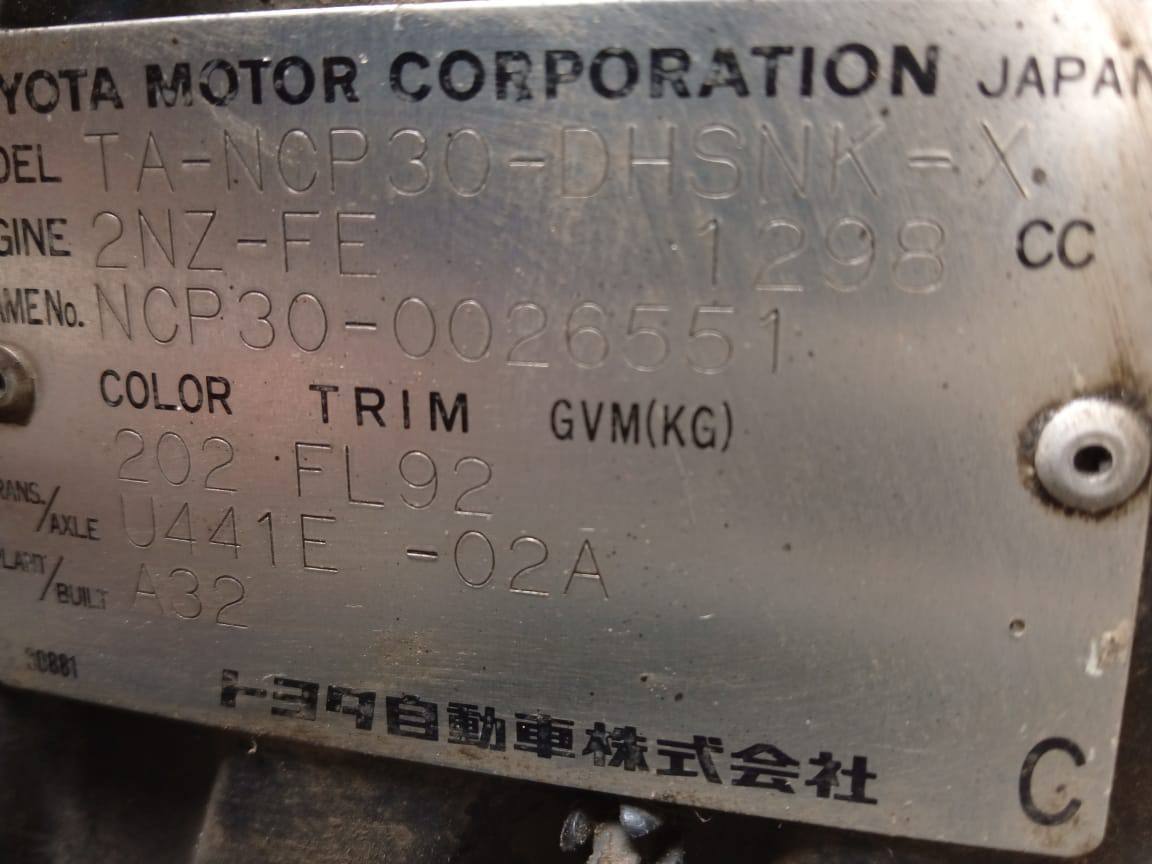 YOTA MOTOR CORPORATION JAPAN
DEL TA-NCP30-DHSNK-X
GINE 2NZ-FE 1298 CC
AME No. NCP30-0026551
COLOR TRIM GVM(KG)
202 FL92
RANS./AXLE U441E -02A
PLANT/BUILT A32
30881
トヨタ自動車株式会社
C